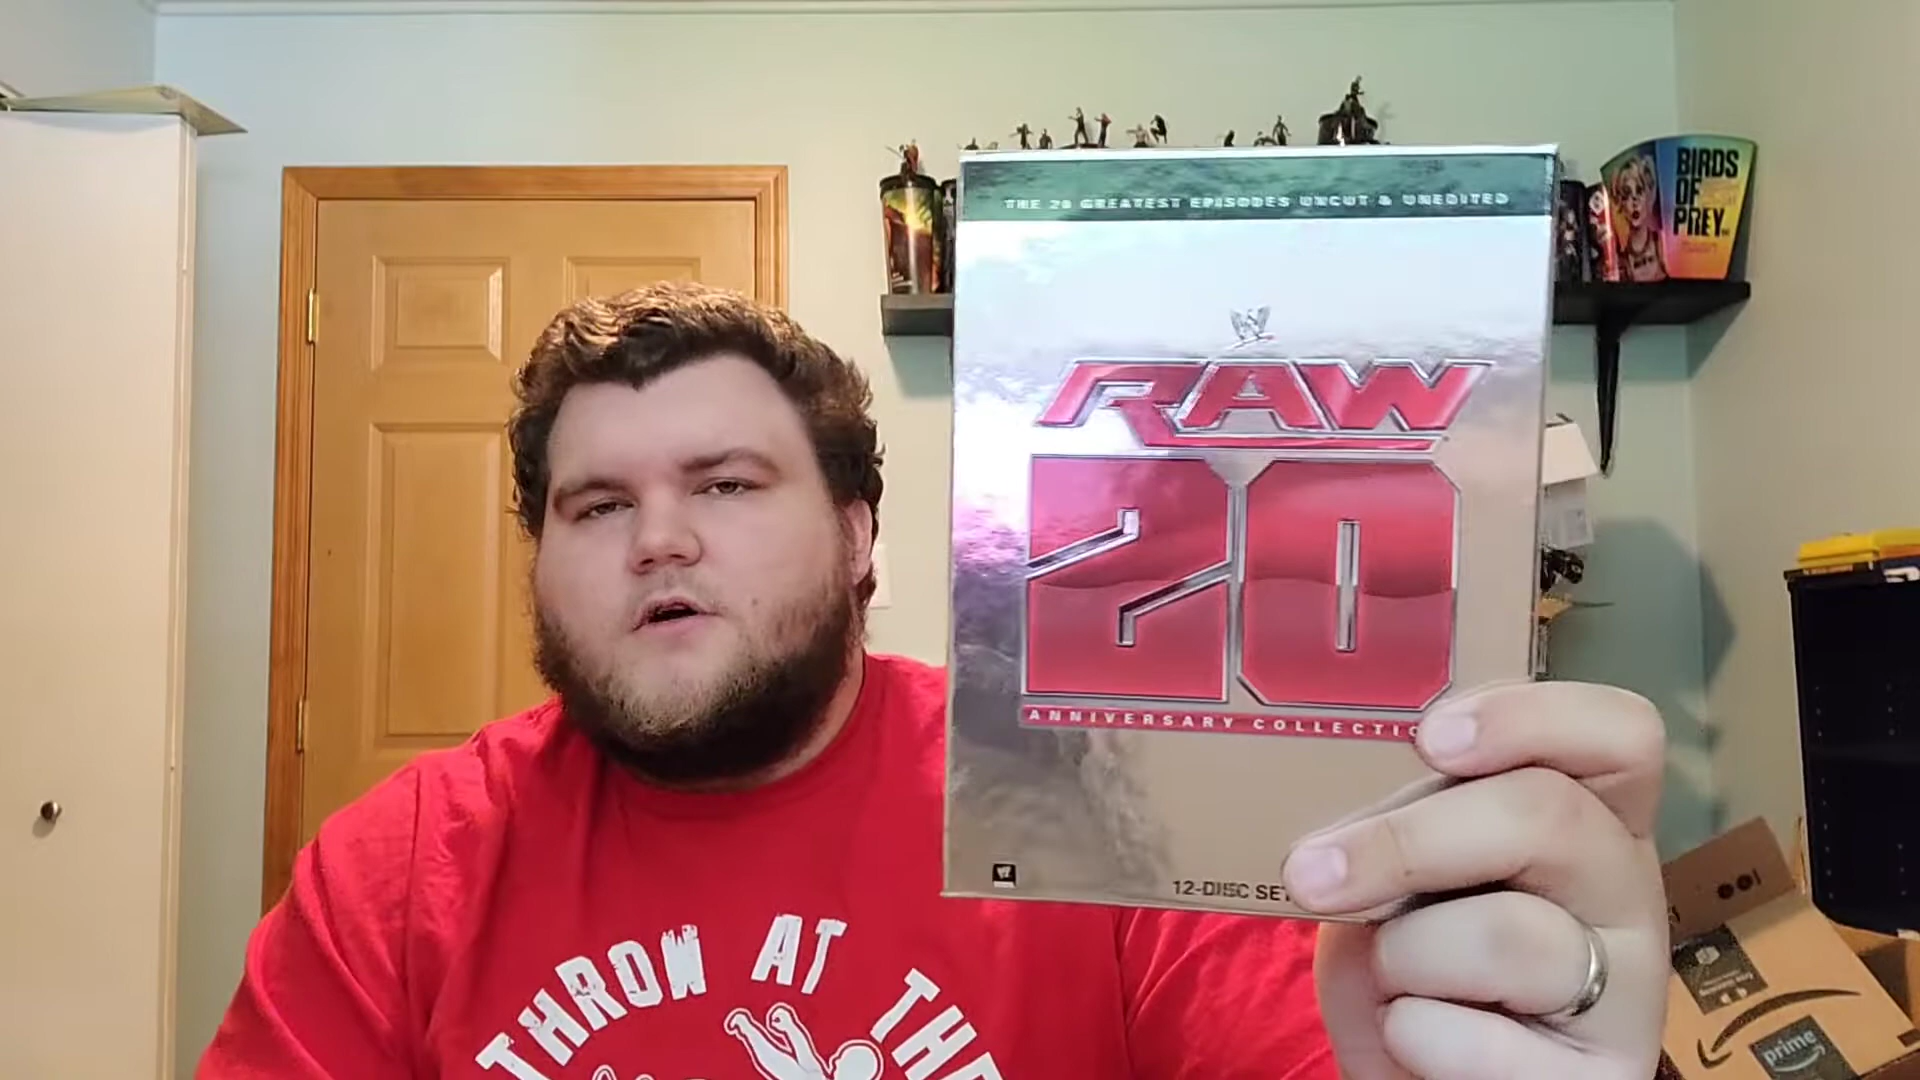 THE 20 GREATEST EPISODES UNCUT & UNEDITED
W
RAW
20
ANNIVERSARY COLLECTIO
12-DISC SET
BIRDS
OF
PREY
THROW AT THE
prime